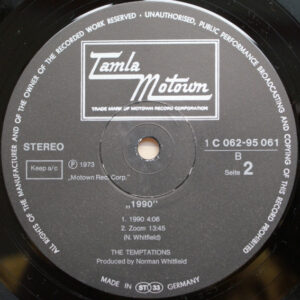 ALL RIGHTS OF THE MANUFACTURER AND OF THE OWNER OF THE RECORDED WORK RESERVED • UNAUTHORISED, PUBLIC PERFORMANCE BROADCASTING AND COPYING OF THIS RECORD PROHIBITED
Tamla
Motown
TRADE MARK OF MOTOWN RECORD CORPORATION
STEREO
1 C 062-95 061
B
Seite 2
Keep a/c
Ⓟ 1973
„Motown Rec. Corp."
„1990"
1. 1990 4:08
2. Zoom 13:45
(N. Whitfield)
THE TEMPTATIONS
Produced by Norman Whitfield
MADE IN GERMANY ST 33